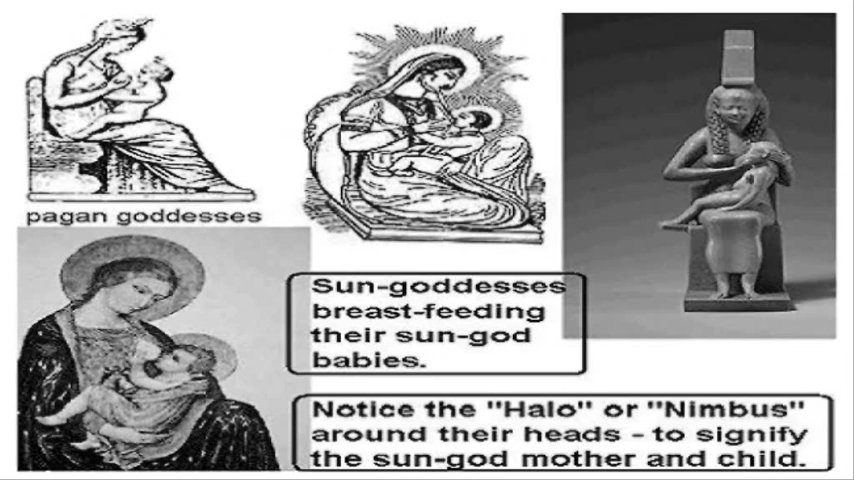 pagan goddesses
Sun-goddesses
breast-feeding
their sun-god
babies.
Notice the "Halo" or "Nimbus"
around their heads - to signify
the sun-god mother and child.